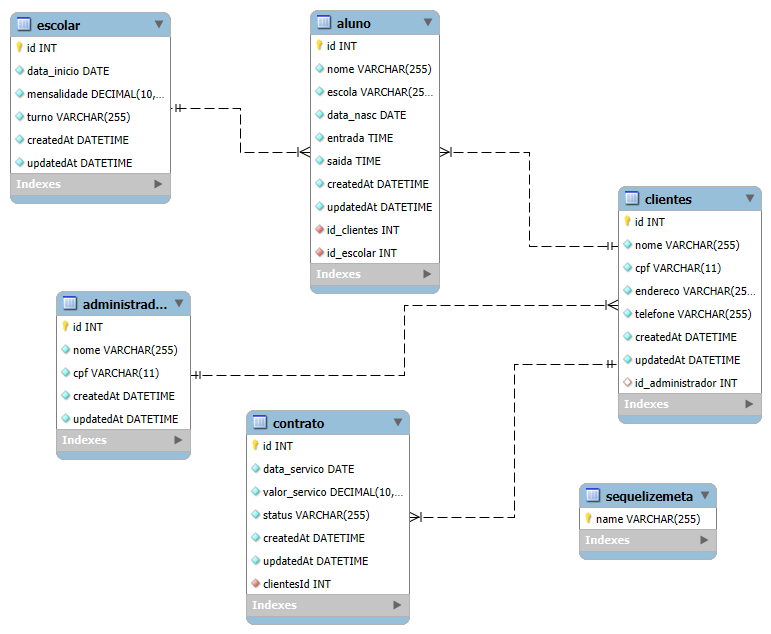 escolar
id INT
data_inicio DATE
mensalidade DECIMAL(10,...
turno VARCHAR(255)
createdAt DATETIME
updatedAt DATETIME
Indexes
aluno
id INT
nome VARCHAR(255)
escola VARCHAR(25...
data_nasc DATE
entrada TIME
saida TIME
createdAt DATETIME
updatedAt DATETIME
id_clientes INT
id_escolar INT
Indexes
clientes
id INT
nome VARCHAR(255)
cpf VARCHAR(11)
endereco VARCHAR(25...
telefone VARCHAR(255)
createdAt DATETIME
updatedAt DATETIME
id_administrador INT
Indexes
administrad...
id INT
nome VARCHAR(255)
cpf VARCHAR(11)
createdAt DATETIME
updatedAt DATETIME
Indexes
contrato
id INT
data_servico DATE
valor_servico DECIMAL(10,...
status VARCHAR(255)
createdAt DATETIME
updatedAt DATETIME
clientesId INT
Indexes
sequelizemeta
name VARCHAR(255)
Indexes